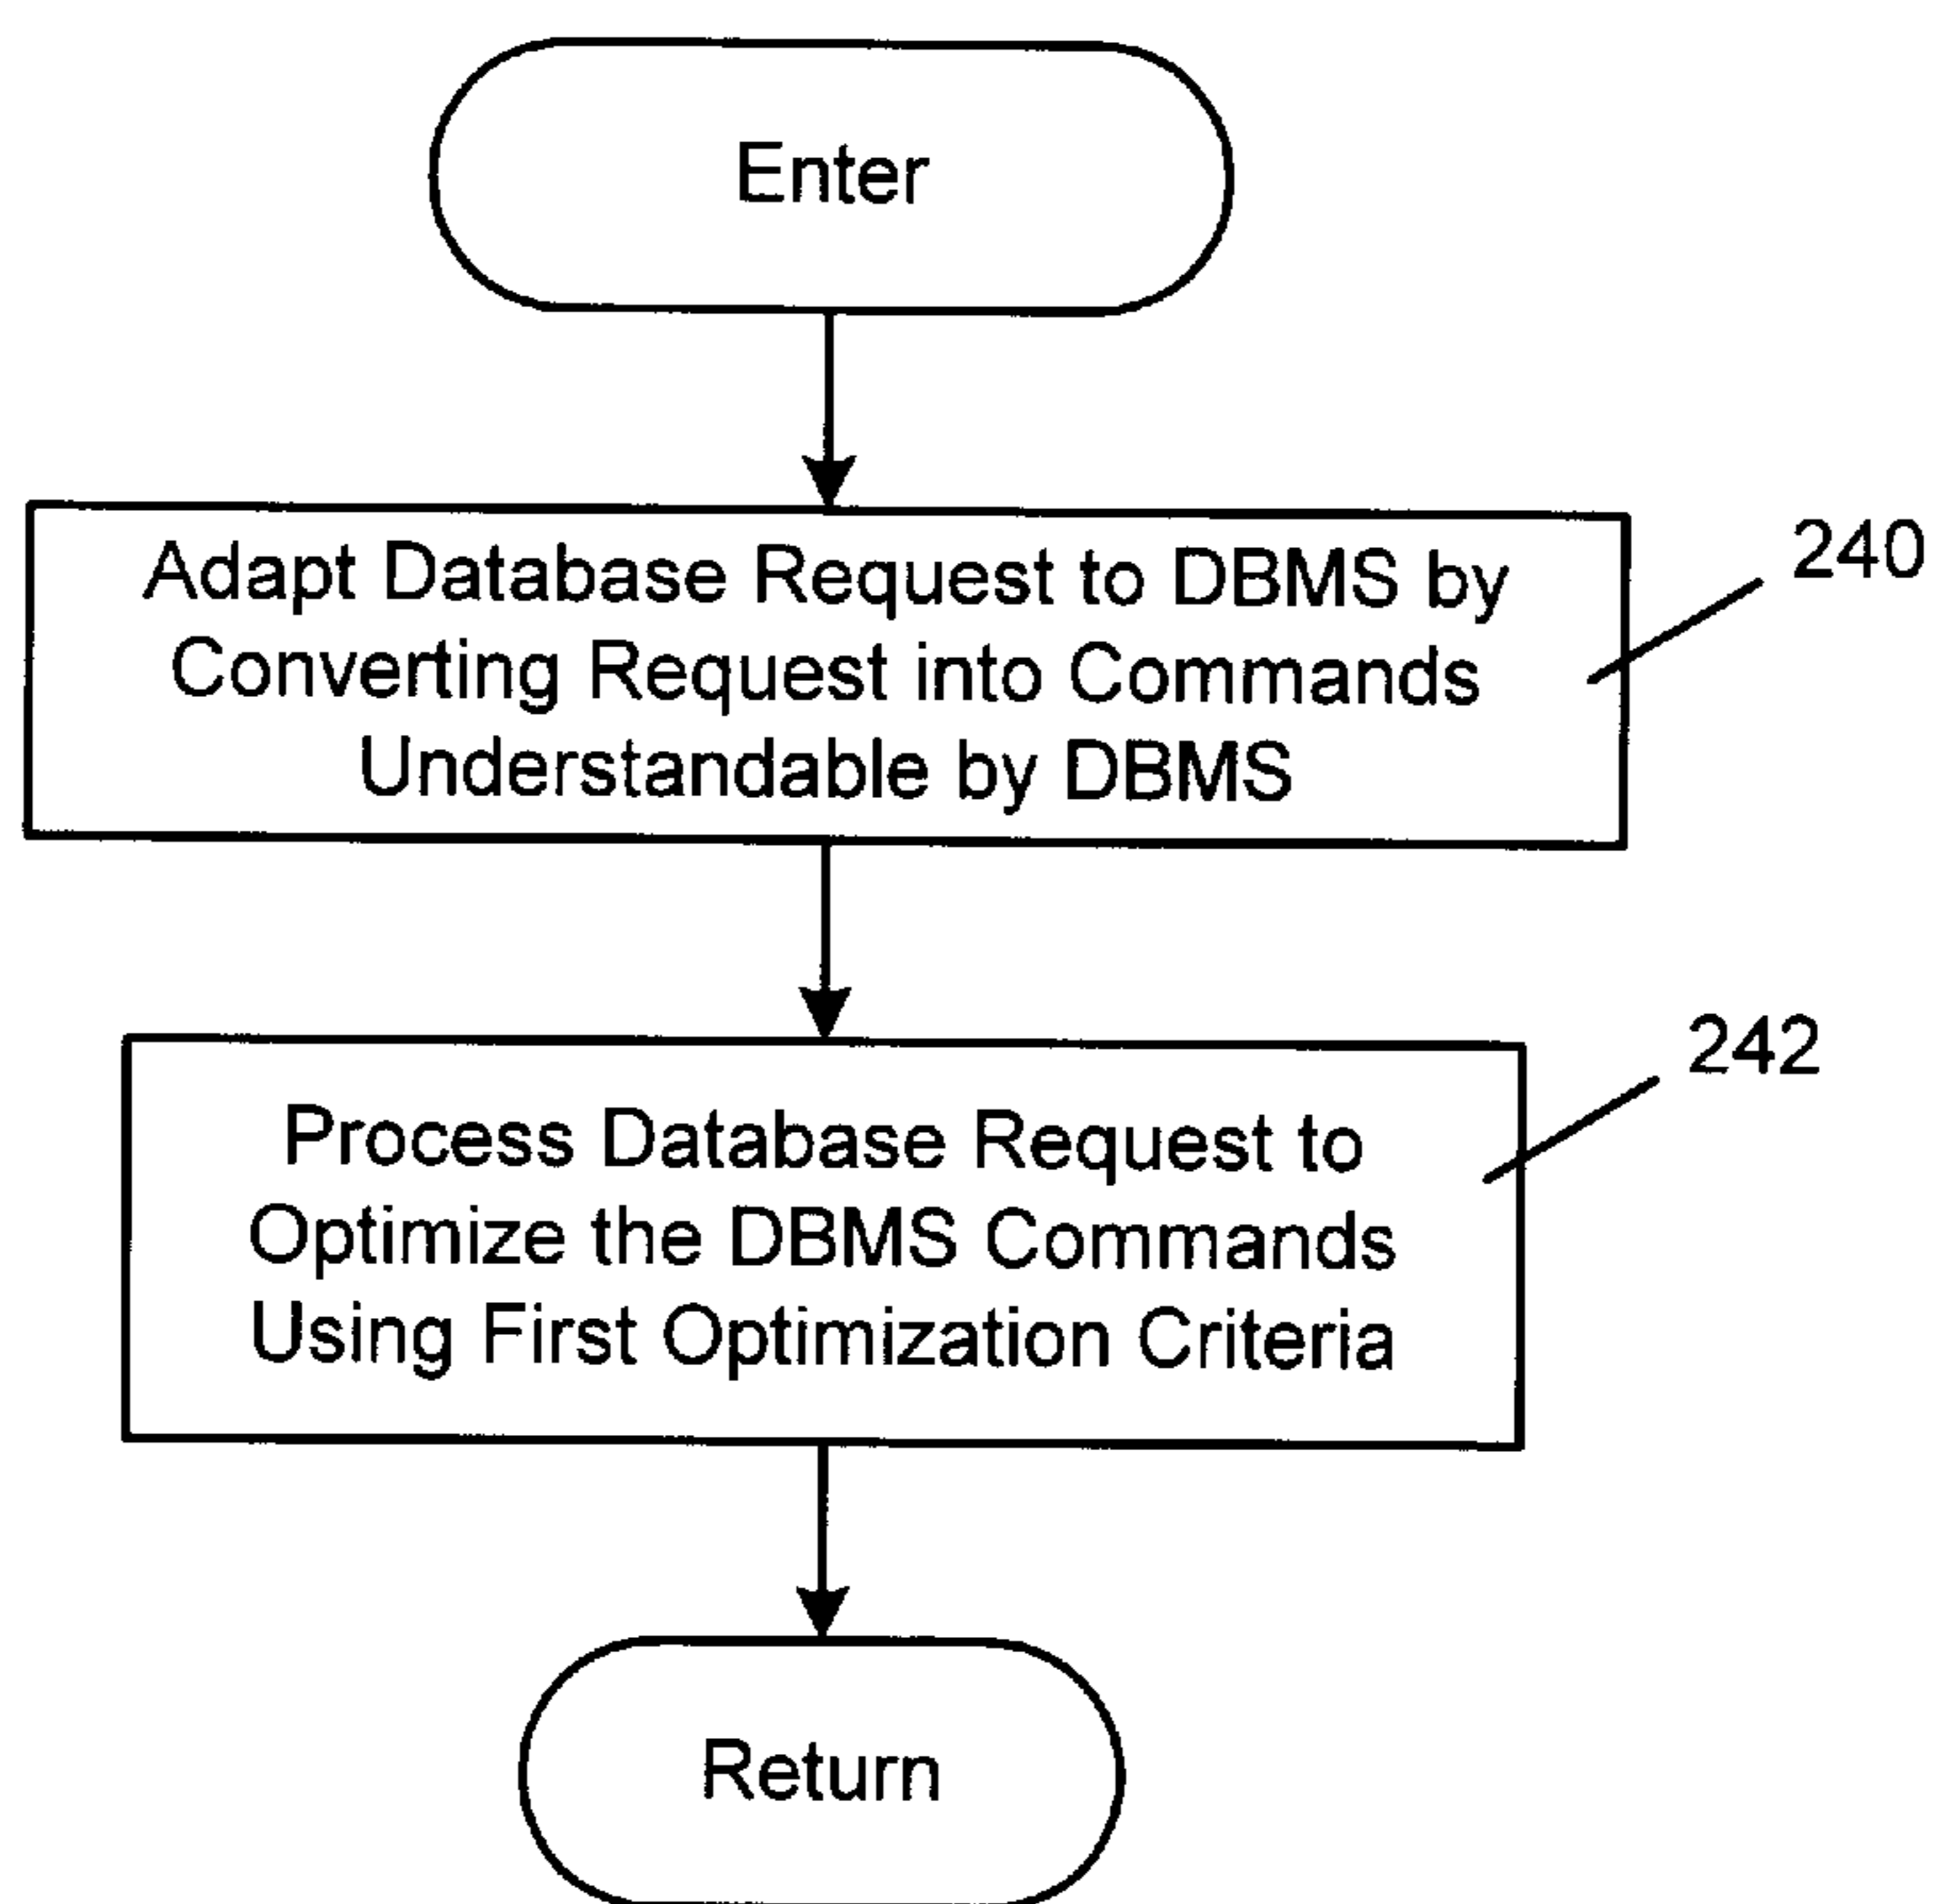 Enter
Adapt Database Request to DBMS by
Converting Request into Commands
Understandable by DBMS
240
Process Database Request to
Optimize the DBMS Commands
Using First Optimization Criteria
242
Return